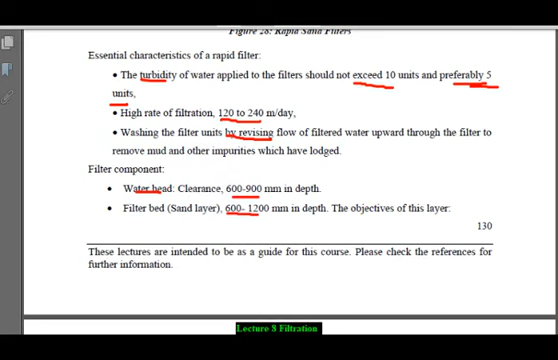 Figure 28: Rapid Sand Filters
Essential characteristics of a rapid filter:
• The turbidity of water applied to the filters should not exceed 10 units and preferably 5
units,
• High rate of filtration, 120 to 240 m/day,
• Washing the filter units by revising flow of filtered water upward through the filter to
remove mud and other impurities which have lodged.
Filter component:
• Water head: Clearance, 600-900 mm in depth.
• Filter bed (Sand layer), 600- 1200 mm in depth. The objectives of this layer:
130
These lectures are intended to be as a guide for this course. Please check the references for
further information.
Lecture 8 Filtration